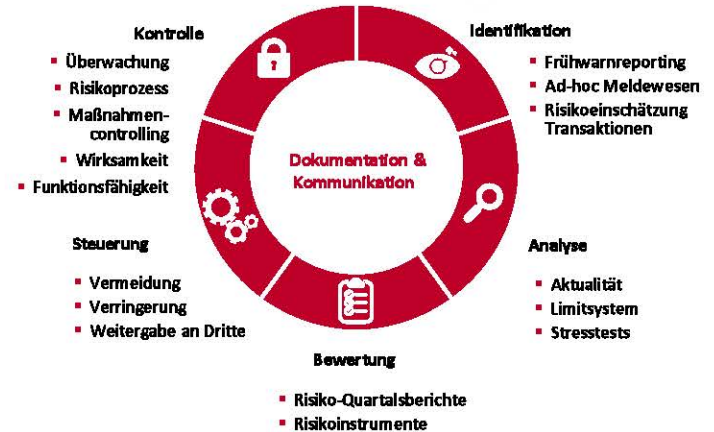 Kontrolle
▪ Überwachung
▪ Risikoprozess
▪ Maßnahmen-
controlling
▪ Wirksamkeit
▪ Funktionsfähigkeit
Identifikation
▪ Frühwarnreporting
▪ Ad-hoc Meldewesen
▪ Risikoeinschätzung
Transaktionen
Dokumentation &
Kommunikation
Steuerung
▪ Vermeidung
▪ Verringerung
▪ Weitergabe an Dritte
Analyse
▪ Aktualität
▪ Limitsystem
▪ Stresstests
Bewertung
▪ Risiko-Quartalsberichte
▪ Risikoinstrumente